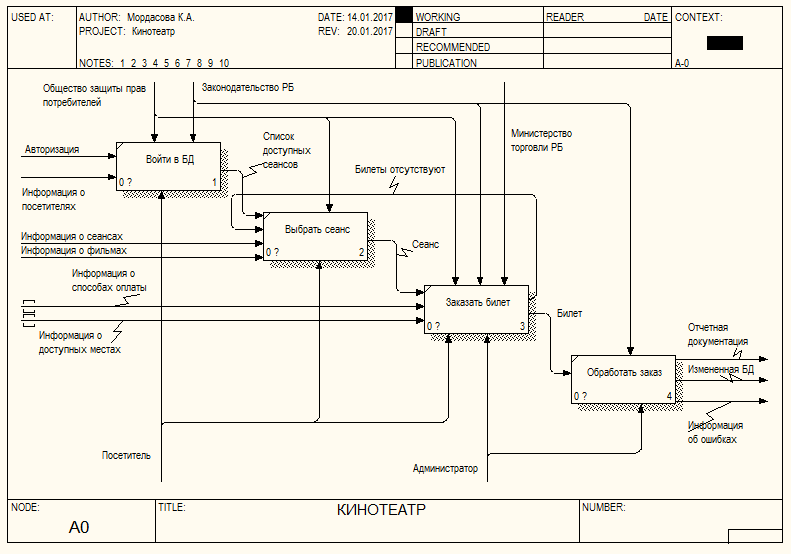 USED AT:
AUTHOR: Мордасова К.А.
DATE: 14.01.2017
PROJECT: Кинотеатр
REV: 20.01.2017
NOTES: 1 2 3 4 5 6 7 8 9 10
WORKING
DRAFT
RECOMMENDED
PUBLICATION
READER
DATE
CONTEXT:
A-0
Общество защиты прав
потребителей
Законодательство РБ
Министерство
торговли РБ
Авторизация
Войти в БД
0 ?
1
Список
доступных
сеансов
Билеты отсутствуют
Информация о
посетителях
Выбрать сеанс
0 ?
2
Информация о сеансах
Информация о фильмах
Сеанс
Информация о
способах оплаты
Заказать билет
0 ?
3
Билет
Информация о
доступных местах
Отчетная
документация
Обработать заказ
0 ?
4
Измененная БД
Информация
об ошибках
Посетитель
Администратор
NODE:
A0
TITLE:
КИНОТЕАТР
NUMBER: